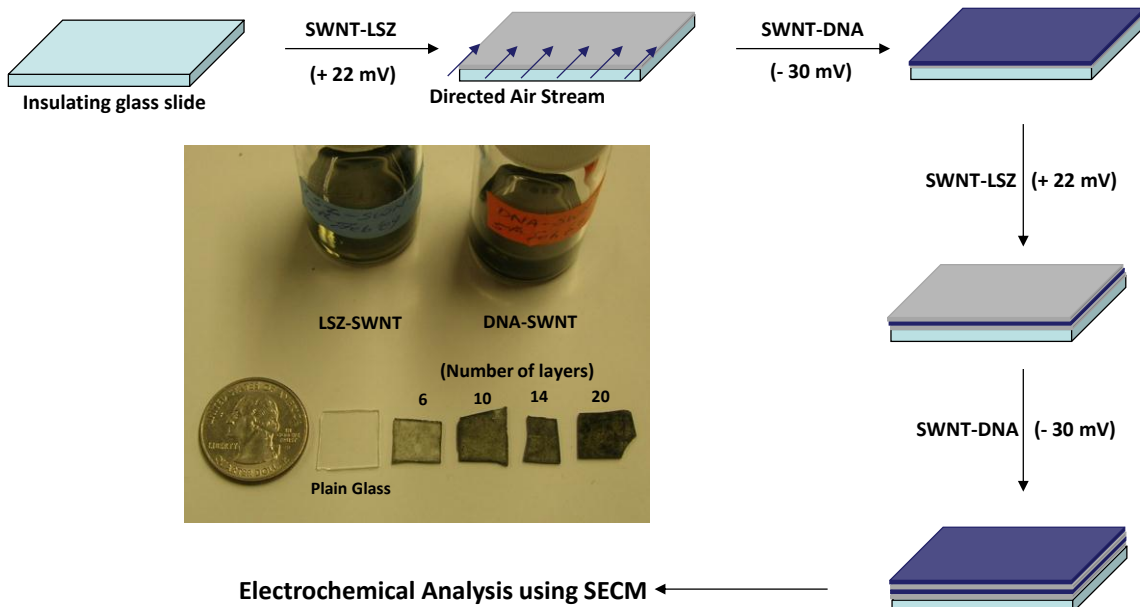 SWNT-LSZ
(+ 22 mV)
SWNT-DNA
(- 30 mV)
Insulating glass slide
Directed Air Stream
SWNT-LSZ (+ 22 mV)
LSZ-SWNT
DNA-SWNT
DNA-SWNT
(Number of layers)
6 10 14 20
LIBERTY
Plain Glass
SWNT-DNA (- 30 mV)
Electrochemical Analysis using SECM